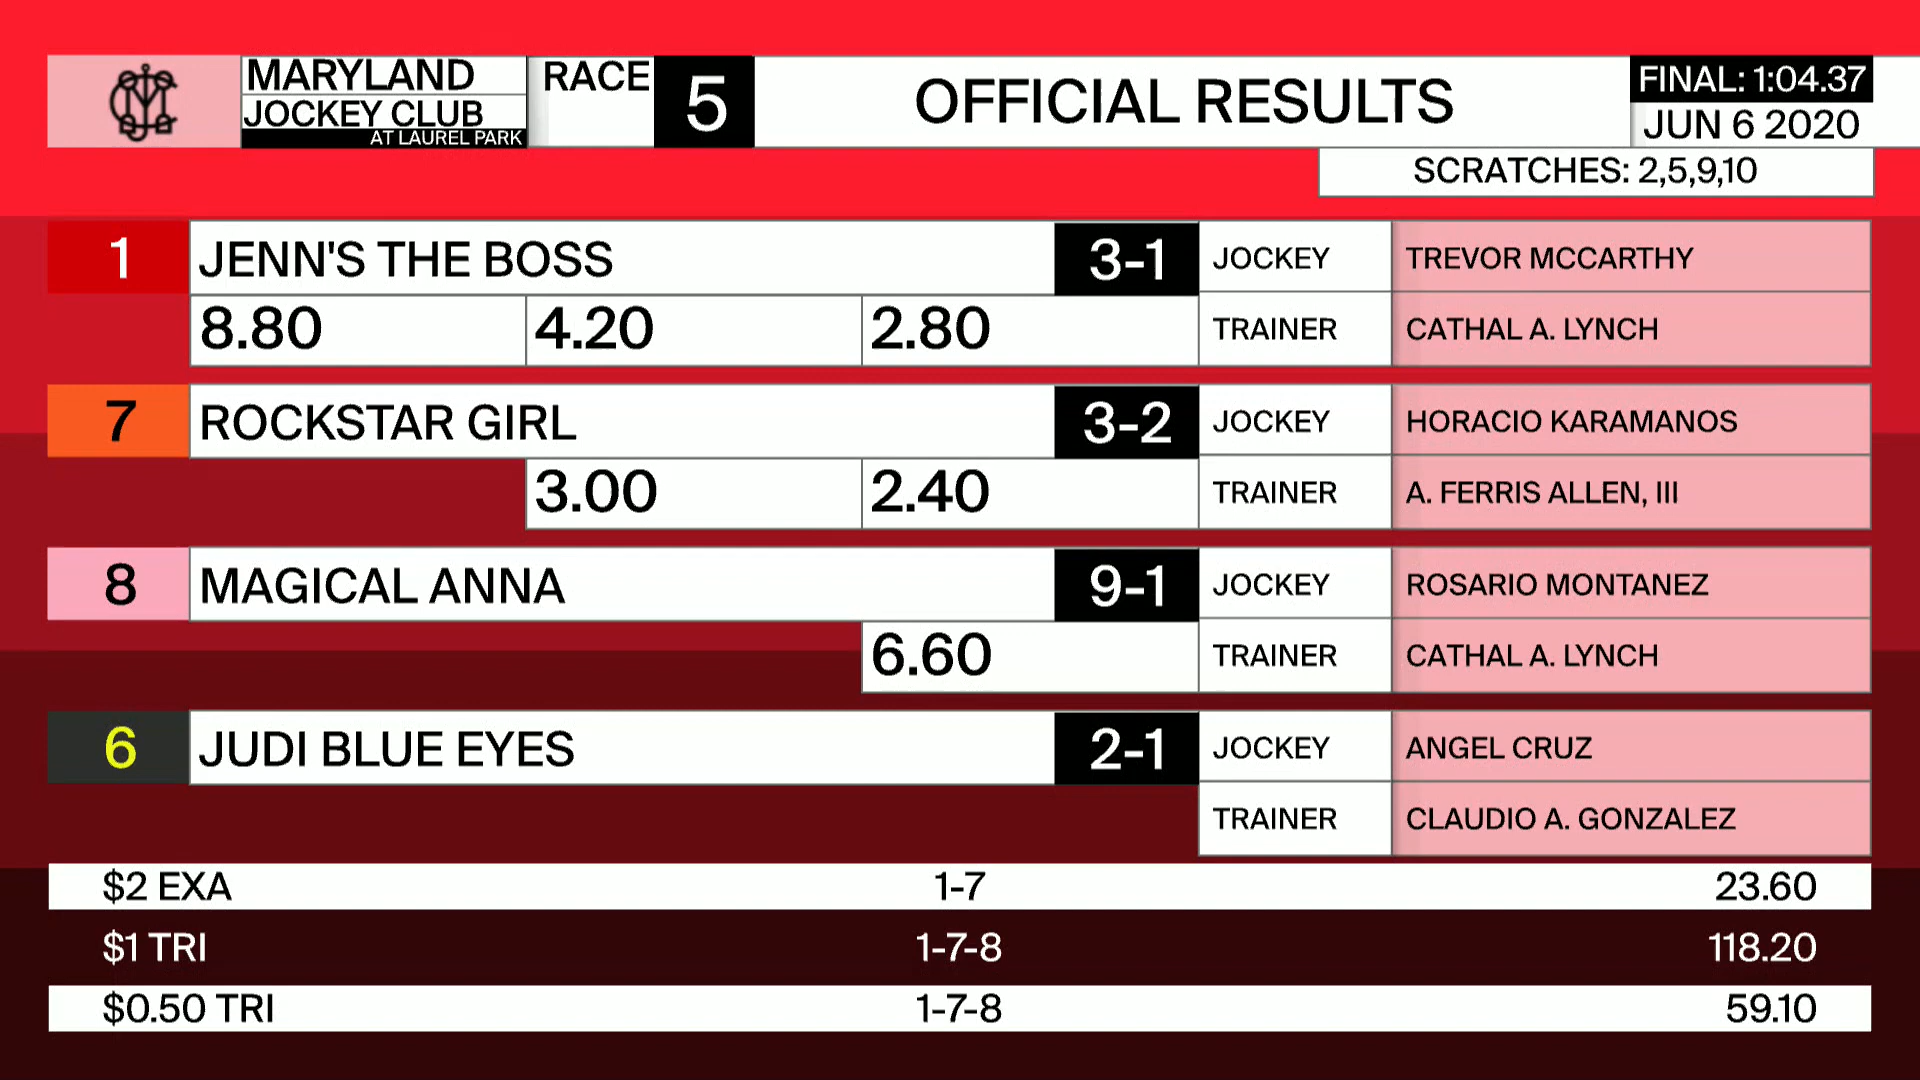 MARYLAND
JOCKEY CLUB
AT LAUREL PARK
RACE 5
OFFICIAL RESULTS
FINAL: 1:04.37
JUN 6 2020
SCRATCHES: 2,5,9,10
1 JENN'S THE BOSS 3-1 JOCKEY TREVOR MCCARTHY
8.80 4.20 2.80 TRAINER CATHAL A. LYNCH
7 ROCKSTAR GIRL 3-2 JOCKEY HORACIO KARAMANOS
3.00 2.40 TRAINER A. FERRIS ALLEN, III
8 MAGICAL ANNA 9-1 JOCKEY ROSARIO MONTANEZ
6.60 TRAINER CATHAL A. LYNCH
6 JUDI BLUE EYES 2-1 JOCKEY ANGEL CRUZ
TRAINER CLAUDIO A. GONZALEZ
$2 EXA 1-7 23.60
$1 TRI 1-7-8 118.20
$0.50 TRI 1-7-8 59.10